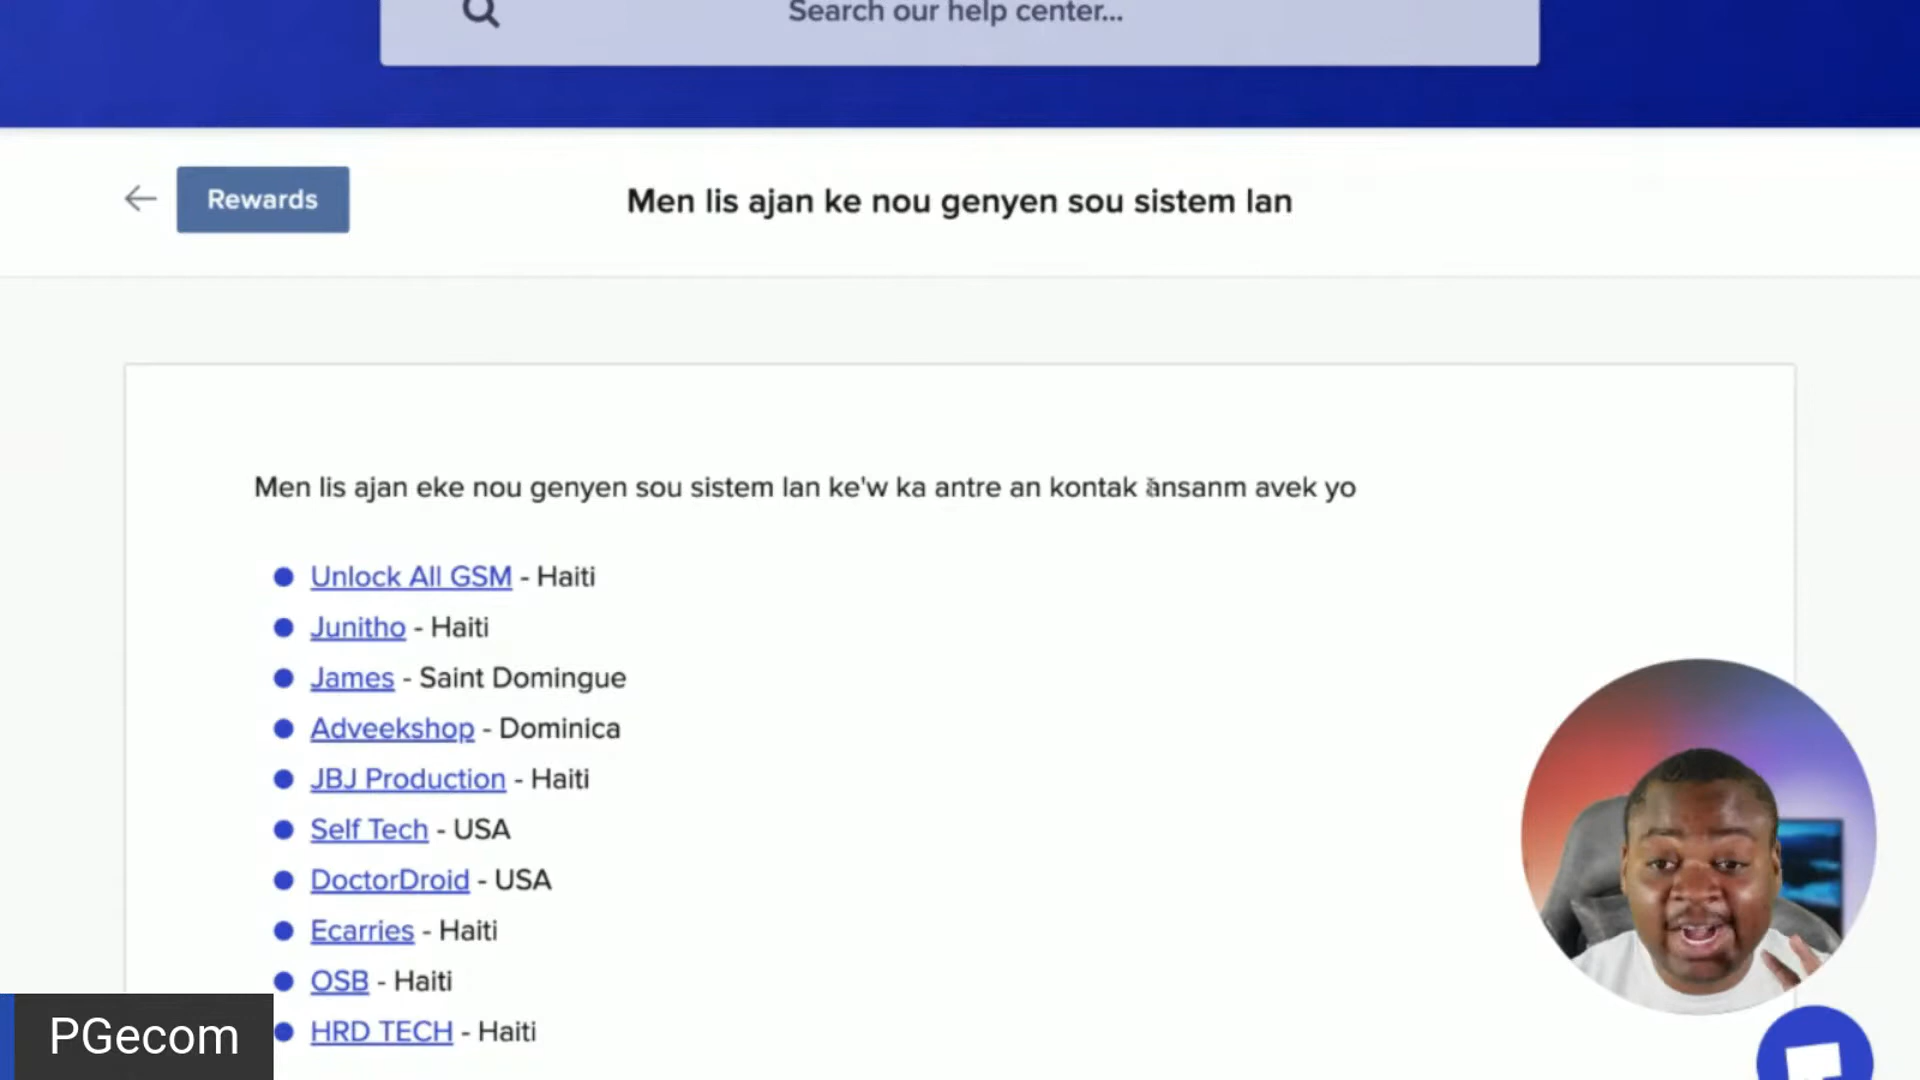 Search our help center...
Rewards
Men lis ajan ke nou genyen sou sistem lan
Men lis ajan eke nou genyen sou sistem lan ke'w ka antre an kontak ansanm avek yo
Unlock All GSM - Haiti
Junitho - Haiti
James - Saint Domingue
Adveekshop - Dominica
JBJ Production - Haiti
Self Tech - USA
DoctorDroid - USA
Ecarries - Haiti
OSB - Haiti
HRD TECH - Haiti
PGecom